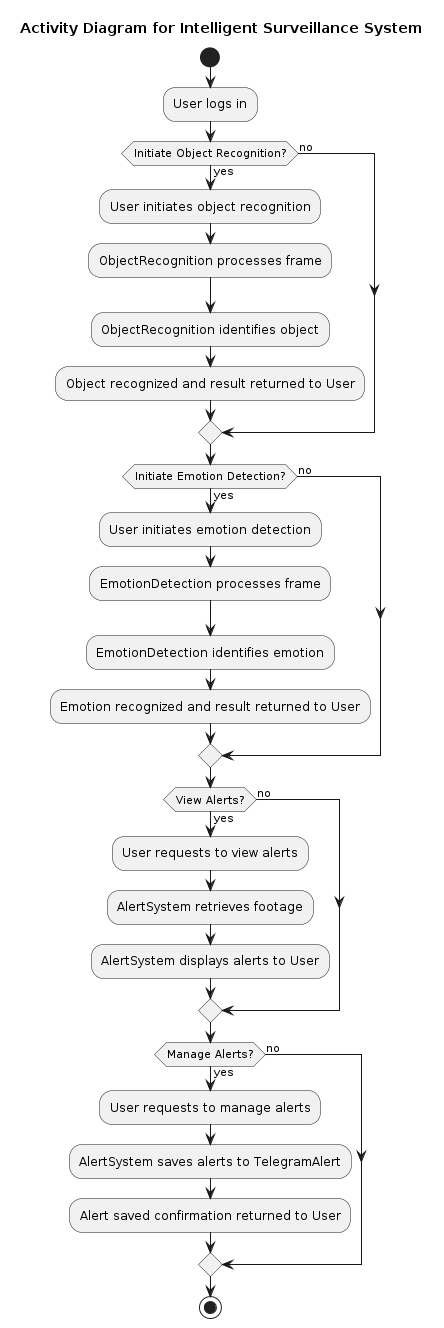 Activity Diagram for Intelligent Surveillance System
User logs in
Initiate Object Recognition?
no
yes
User initiates object recognition
ObjectRecognition processes frame
ObjectRecognition identifies object
Object recognized and result returned to User
Initiate Emotion Detection?
no
yes
User initiates emotion detection
EmotionDetection processes frame
EmotionDetection identifies emotion
Emotion recognized and result returned to User
View Alerts?
no
yes
User requests to view alerts
AlertSystem retrieves footage
AlertSystem displays alerts to User
Manage Alerts?
no
yes
User requests to manage alerts
AlertSystem saves alerts to TelegramAlert
Alert saved confirmation returned to User